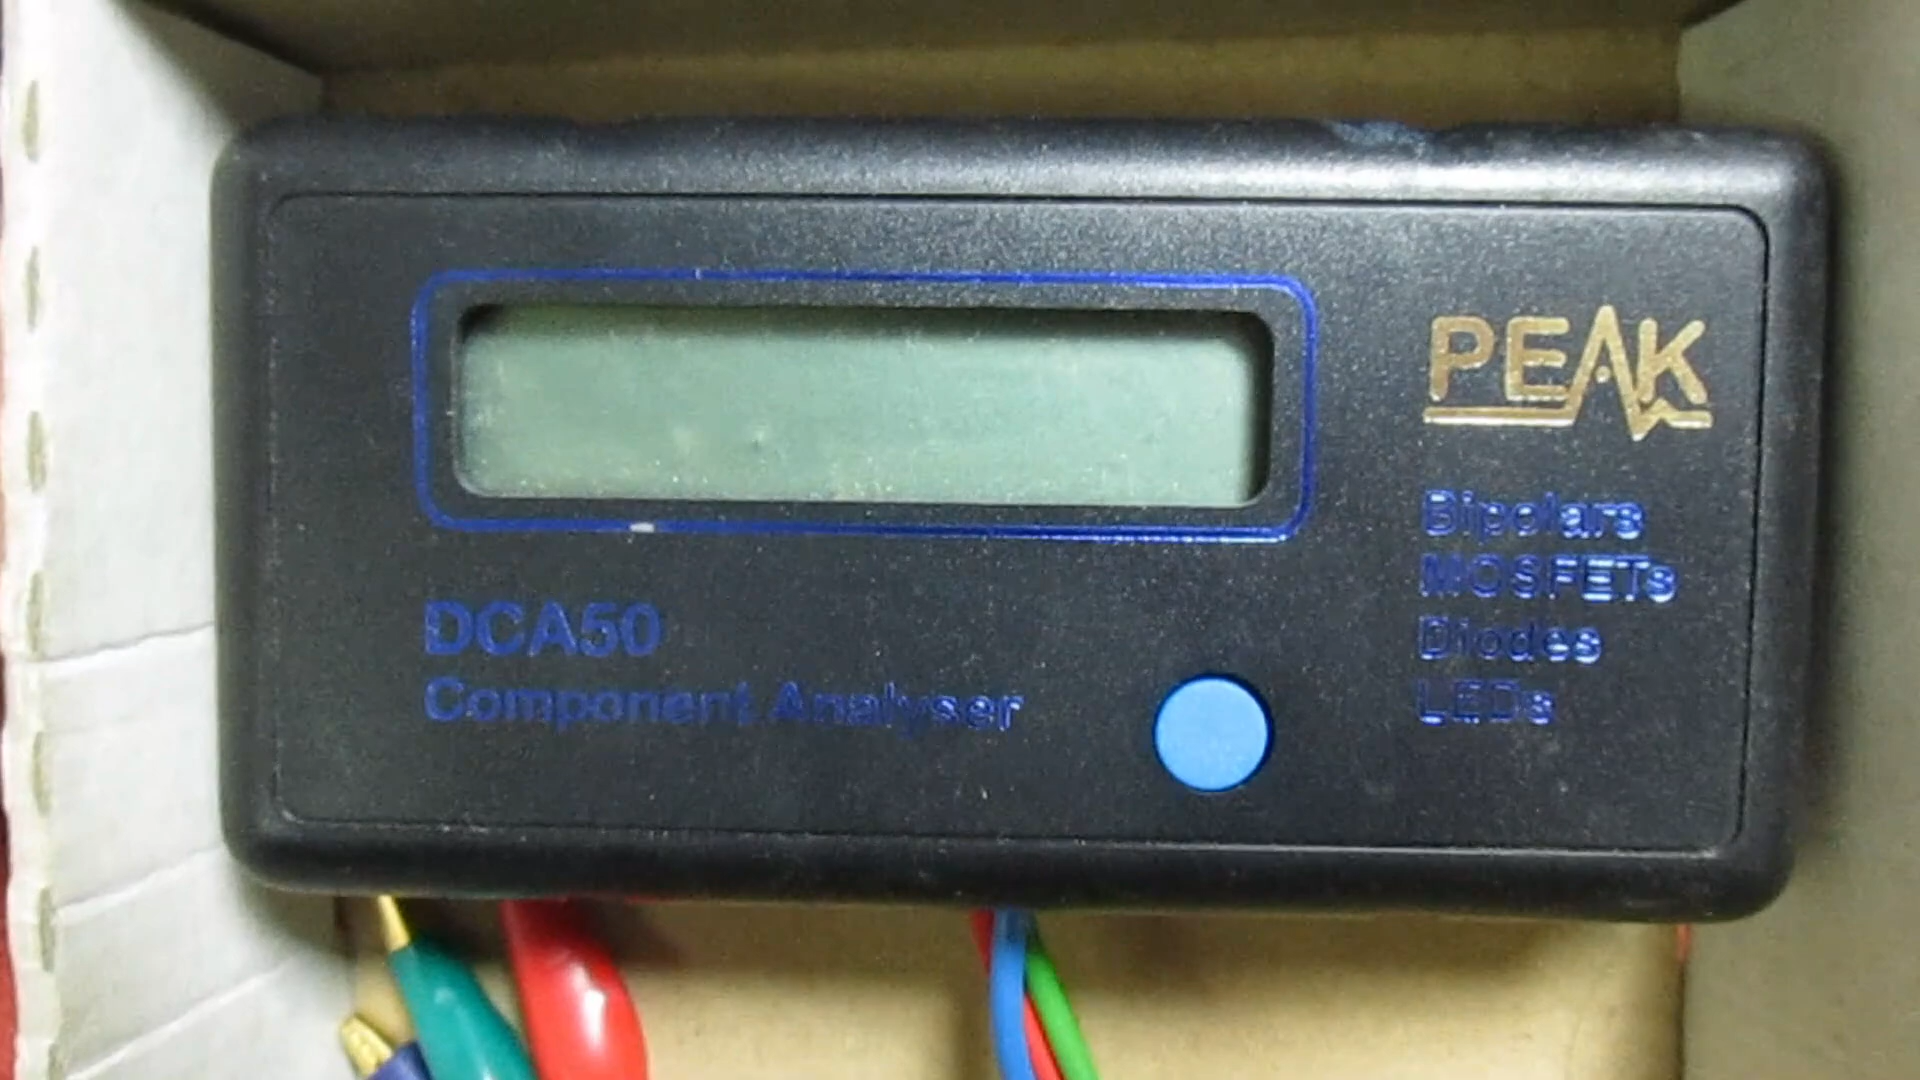 PEAK
Bipolars
MOSFETs
Diodes
LEDs
DCA50
Component Analyser